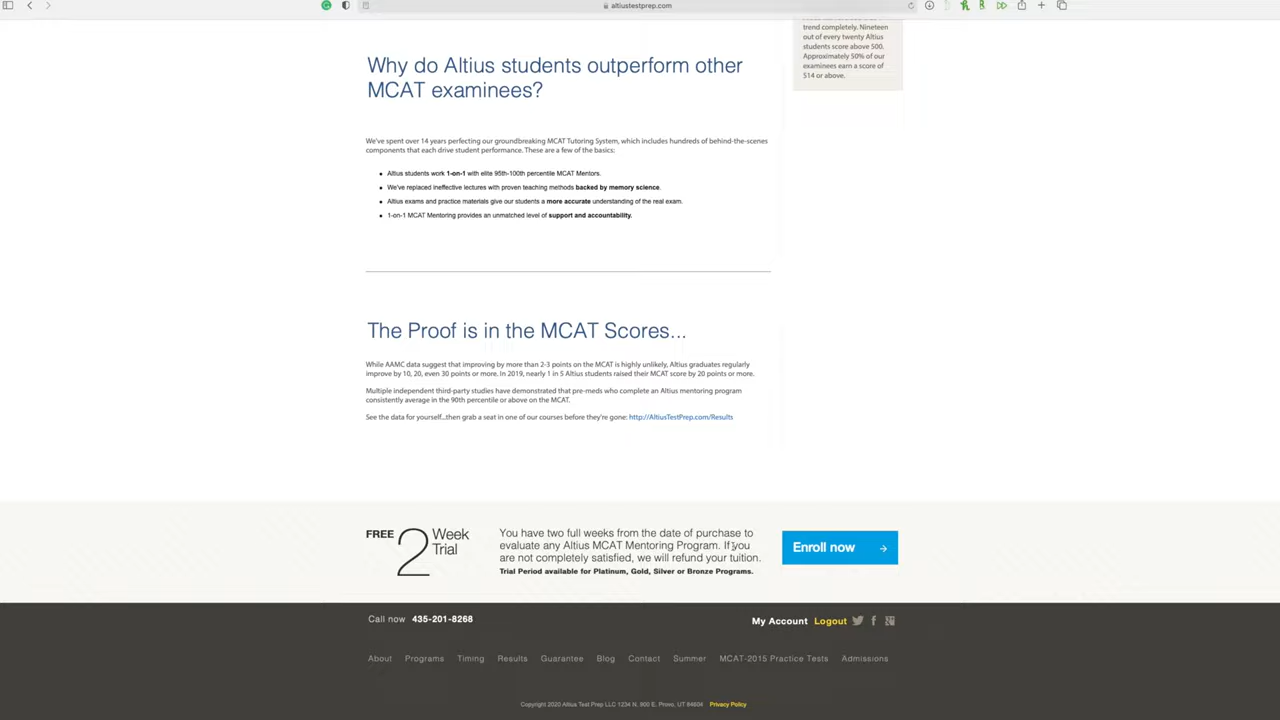 altiustestprep.com
trend completely. Nineteen
out of every twenty Altius
students score above 500.
Approximately 50% of our
examinees earn a score of
514 or above.
Why do Altius students outperform other
MCAT examinees?
We've spent over 14 years perfecting our groundbreaking MCAT Tutoring System, which includes hundreds of behind-the-scenes
components that each drive student performance. These are a few of the basics:
Altius students work 1-on-1 with elite 95th-100th percentile MCAT Mentors.
We've replaced ineffective lectures with proven teaching methods backed by memory science.
Altius exams and practice materials give our students a more accurate understanding of the real exam.
1-on-1 MCAT Mentoring provides an unmatched level of support and accountability.
The Proof is in the MCAT Scores...
While AAMC data suggest that improving by more than 2-3 points on the MCAT is highly unlikely, Altius graduates regularly
improve by 10, 20, even 30 points or more. In 2019, nearly 1 in 5 Altius students raised their MCAT score by 20 points or more.
Multiple independent third-party studies have demonstrated that pre-meds who complete an Altius mentoring program
consistently average in the 90th percentile or above on the MCAT.
See the data for yourself...then grab a seat in one of our courses before they're gone: http://AltiusTestPrep.com/Results
FREE 2 Week
Trial
You have two full weeks from the date of purchase to
evaluate any Altius MCAT Mentoring Program. If you
are not completely satisfied, we will refund your tuition.
Trial Period available for Platinum, Gold, Silver or Bronze Programs.
Enroll now
Call now 435-201-8268
My Account Logout
About Programs Timing Results Guarantee Blog Contact Summer MCAT-2015 Practice Tests Admissions
Copyright 2020 Altius Test Prep LLC 1234 N. 900 E. Provo, UT 84604 Privacy Policy